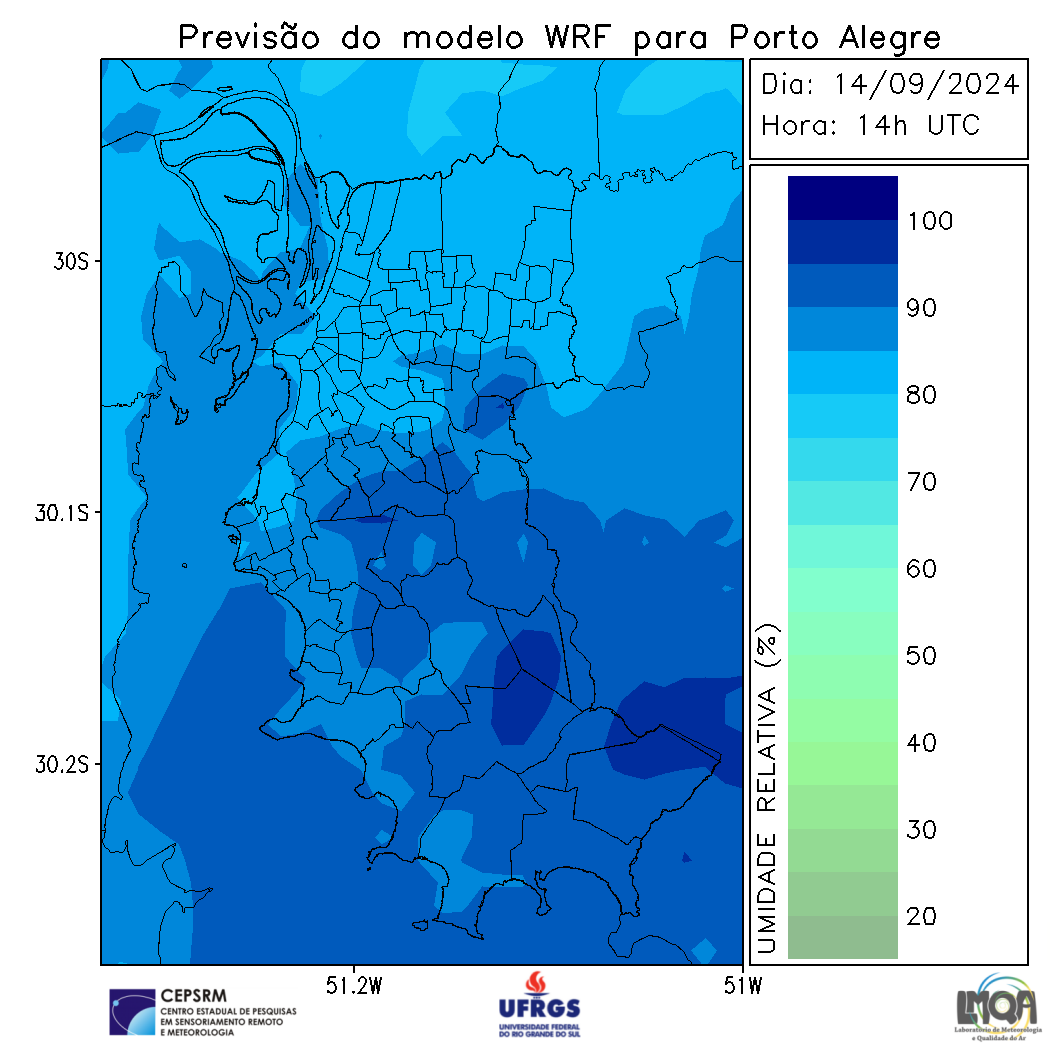 Previsão do modelo WRF para Porto Alegre
Dia: 14/09/2024
Hora: 14h UTC
30S
30.1S
30.2S
51.2W
51W
UMIDADE RELATIVA (%)
100
90
80
70
60
50
40
30
20
CEPSRM
CENTRO ESTADUAL DE PESQUISAS
EM SENSORIAMENTO REMOTO
E METEOROLOGIA
UFRGS
UNIVERSIDADE FEDERAL
DO RIO GRANDE DO SUL
LMQA
Laboratório de Meteorologia
e Qualidade do Ar